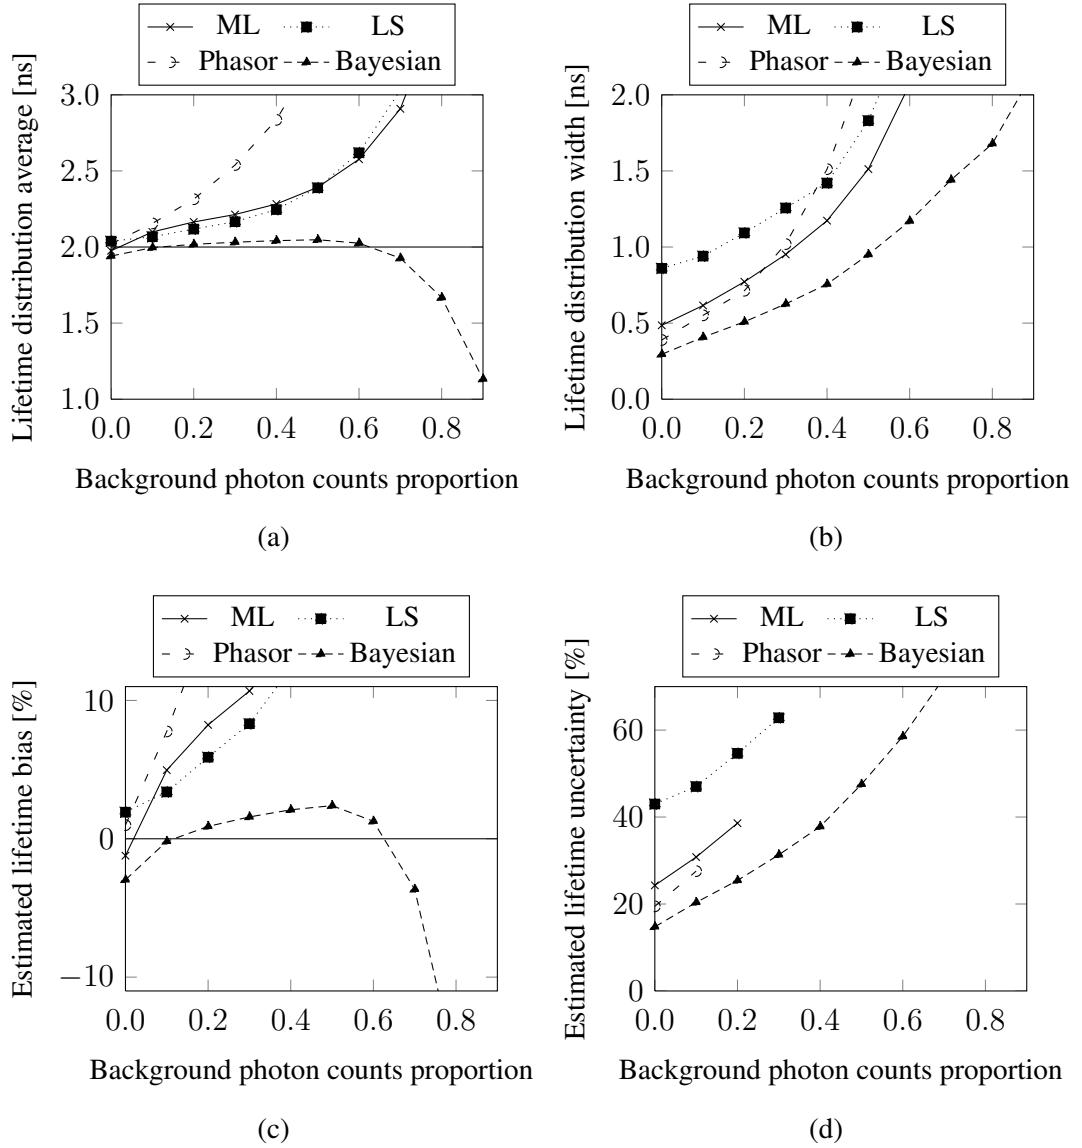 ML LS
Phasor Bayesian
Lifetime distribution average [ns]
3.0
2.5
2.0
1.5
1.0
0.0 0.2 0.4 0.6 0.8
Background photon counts proportion
(a)
ML LS
Phasor Bayesian
Lifetime distribution width [ns]
2.0
1.5
1.0
0.5
0.0
0.0 0.2 0.4 0.6 0.8
Background photon counts proportion
(b)
ML LS
Phasor Bayesian
Estimated lifetime bias [%]
10
0
−10
0.0 0.2 0.4 0.6 0.8
Background photon counts proportion
(c)
ML LS
Phasor Bayesian
Estimated lifetime uncertainty [%]
60
40
20
0
0.0 0.2 0.4 0.6 0.8
Background photon counts proportion
(d)